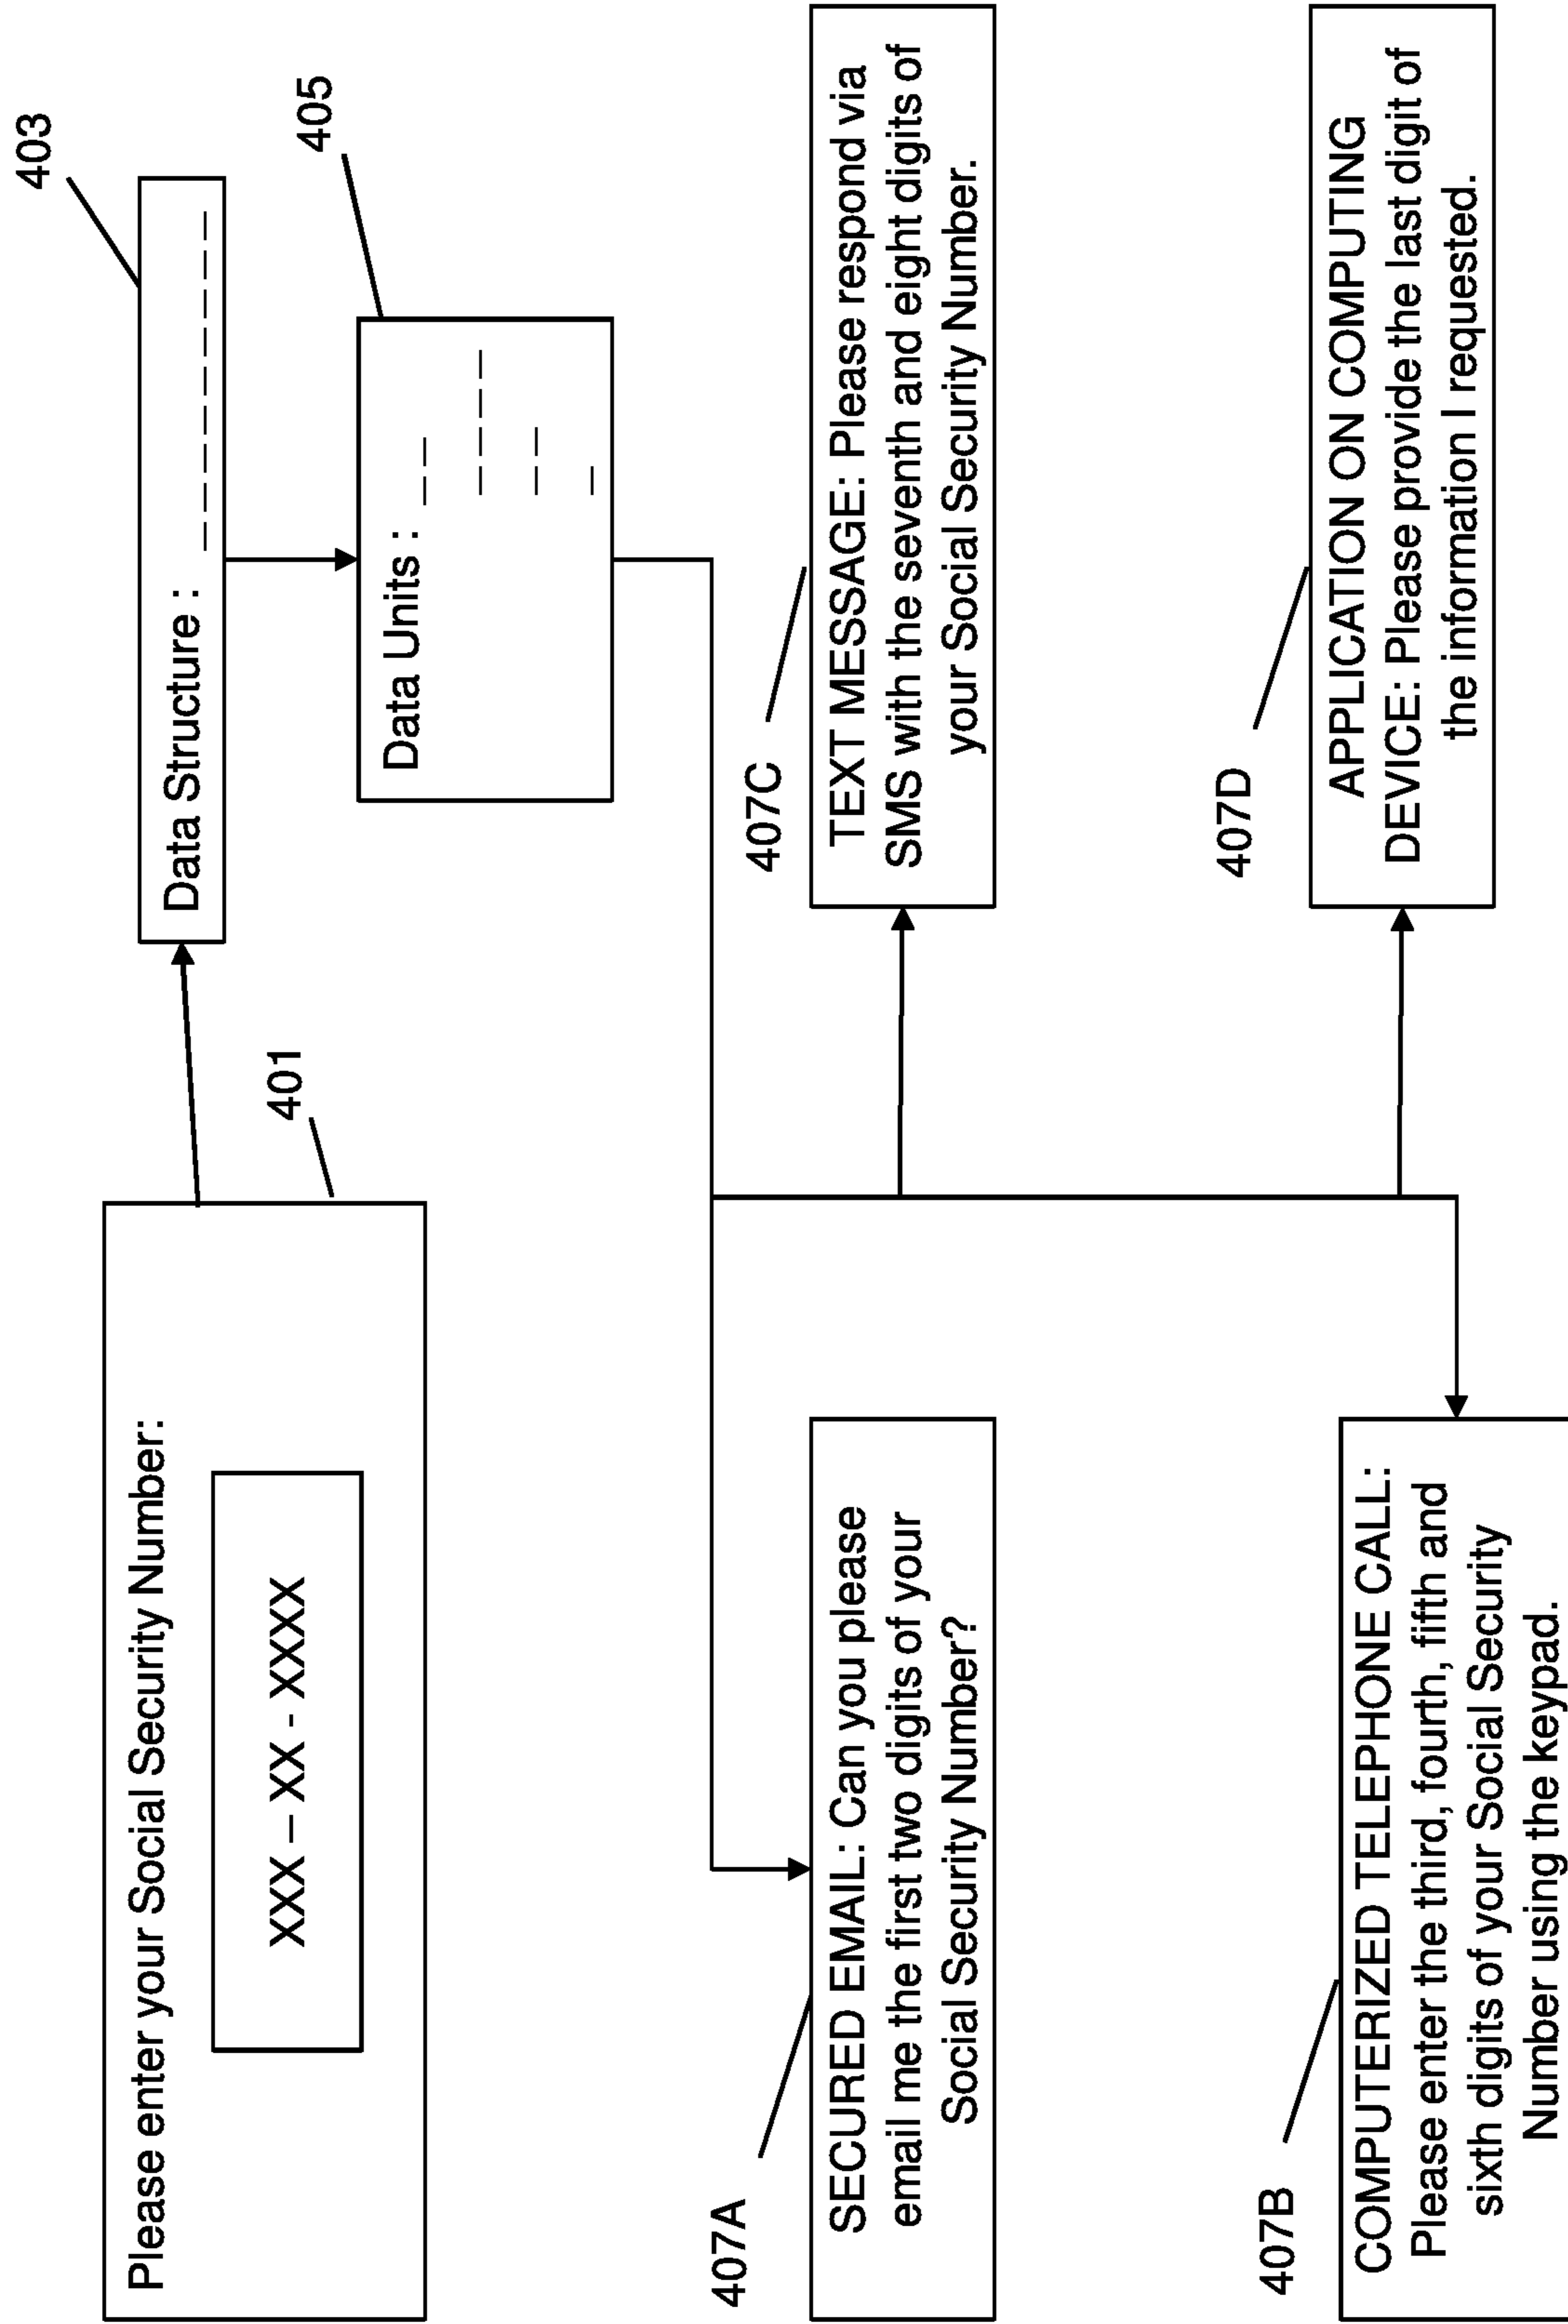 Please enter your Social Security Number:
XXX – XX - XXXX
401
Data Structure : _ _ _ _ _ _ _ _ _
403
Data Units : _ _
_ _ _ _
_ _
_
405
407A
SECURED EMAIL: Can you please
email me the first two digits of your
Social Security Number?
407C
TEXT MESSAGE: Please respond via
SMS with the seventh and eight digits of
your Social Security Number.
407B
COMPUTERIZED TELEPHONE CALL:
Please enter the third, fourth, fifth and
sixth digits of your Social Security
Number using the keypad.
407D
APPLICATION ON COMPUTING
DEVICE: Please provide the last digit of
the information I requested.